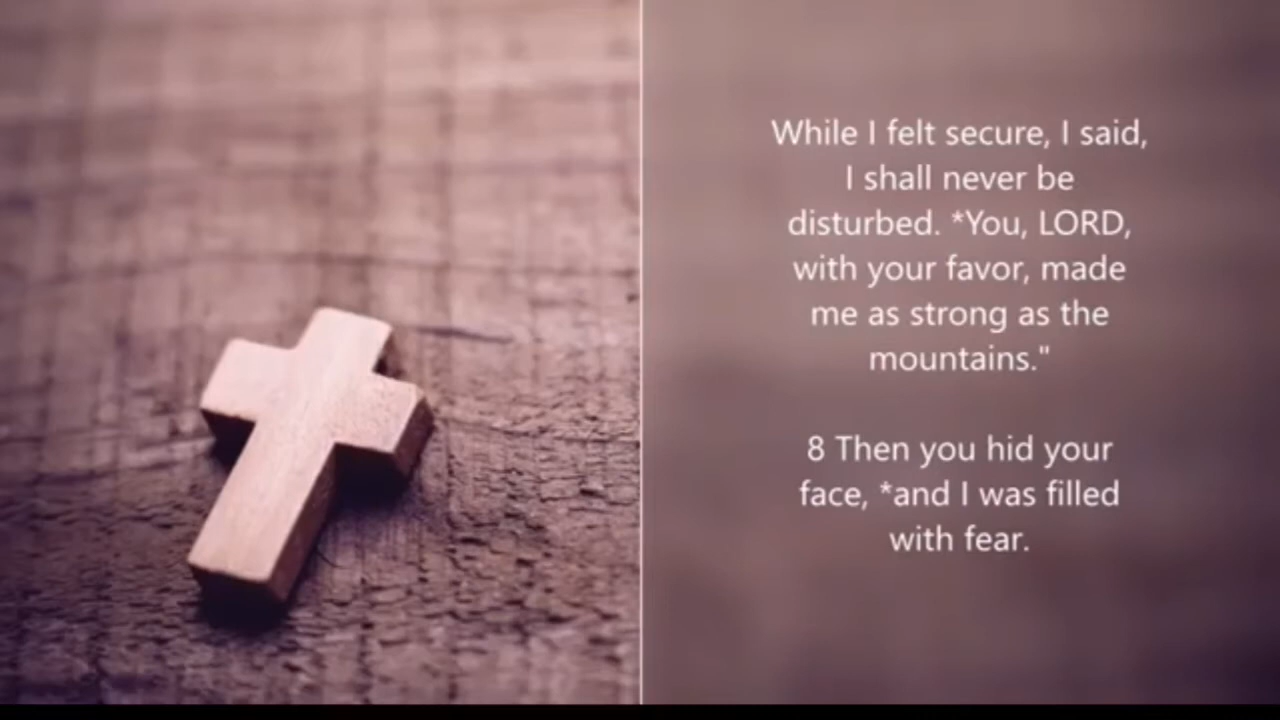 While I felt secure, I said,
I shall never be
disturbed. *You, LORD,
with your favor, made
me as strong as the
mountains."
8 Then you hid your
face, *and I was filled
with fear.